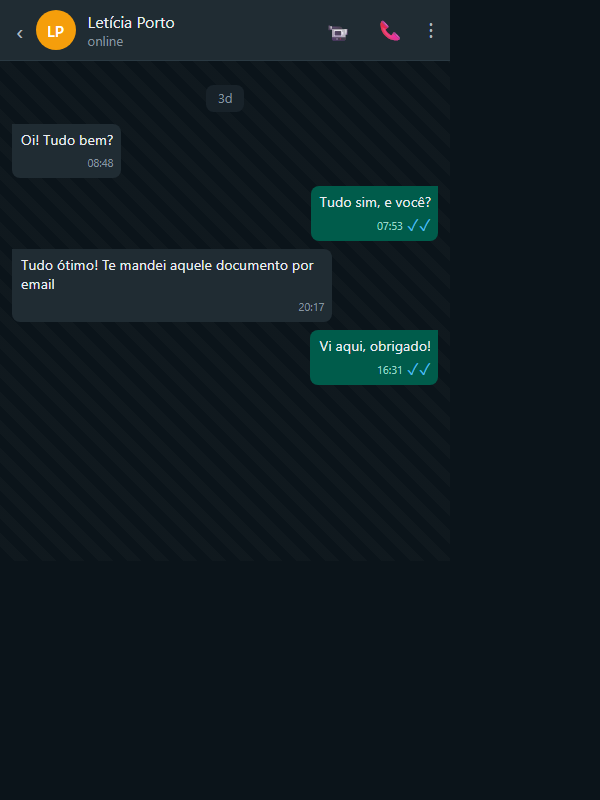 LP
Letícia Porto
online
3d
Oi! Tudo bem?
08:48
Tudo sim, e você?
07:53
Tudo ótimo! Te mandei aquele documento por
email
20:17
Vi aqui, obrigado!
16:31